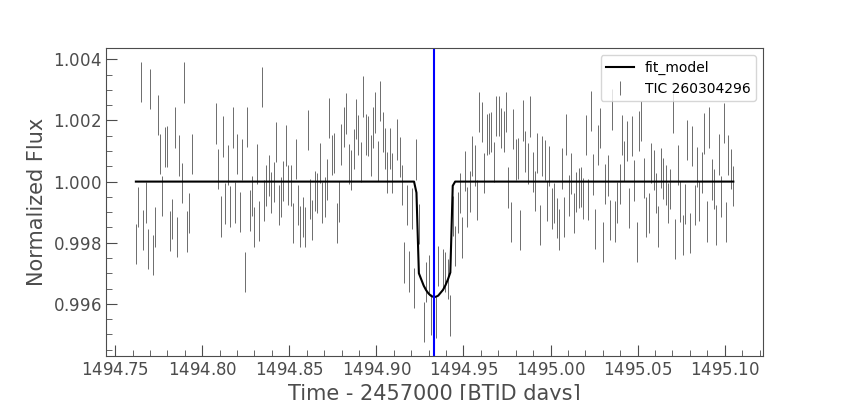 1.004
1.002
1.000
0.998
0.996
Normalized Flux
fit_model
TIC 260304296
1494.75 1494.80 1494.85 1494.90 1494.95 1495.00 1495.05 1495.10
Time - 2457000 [BTJD days]